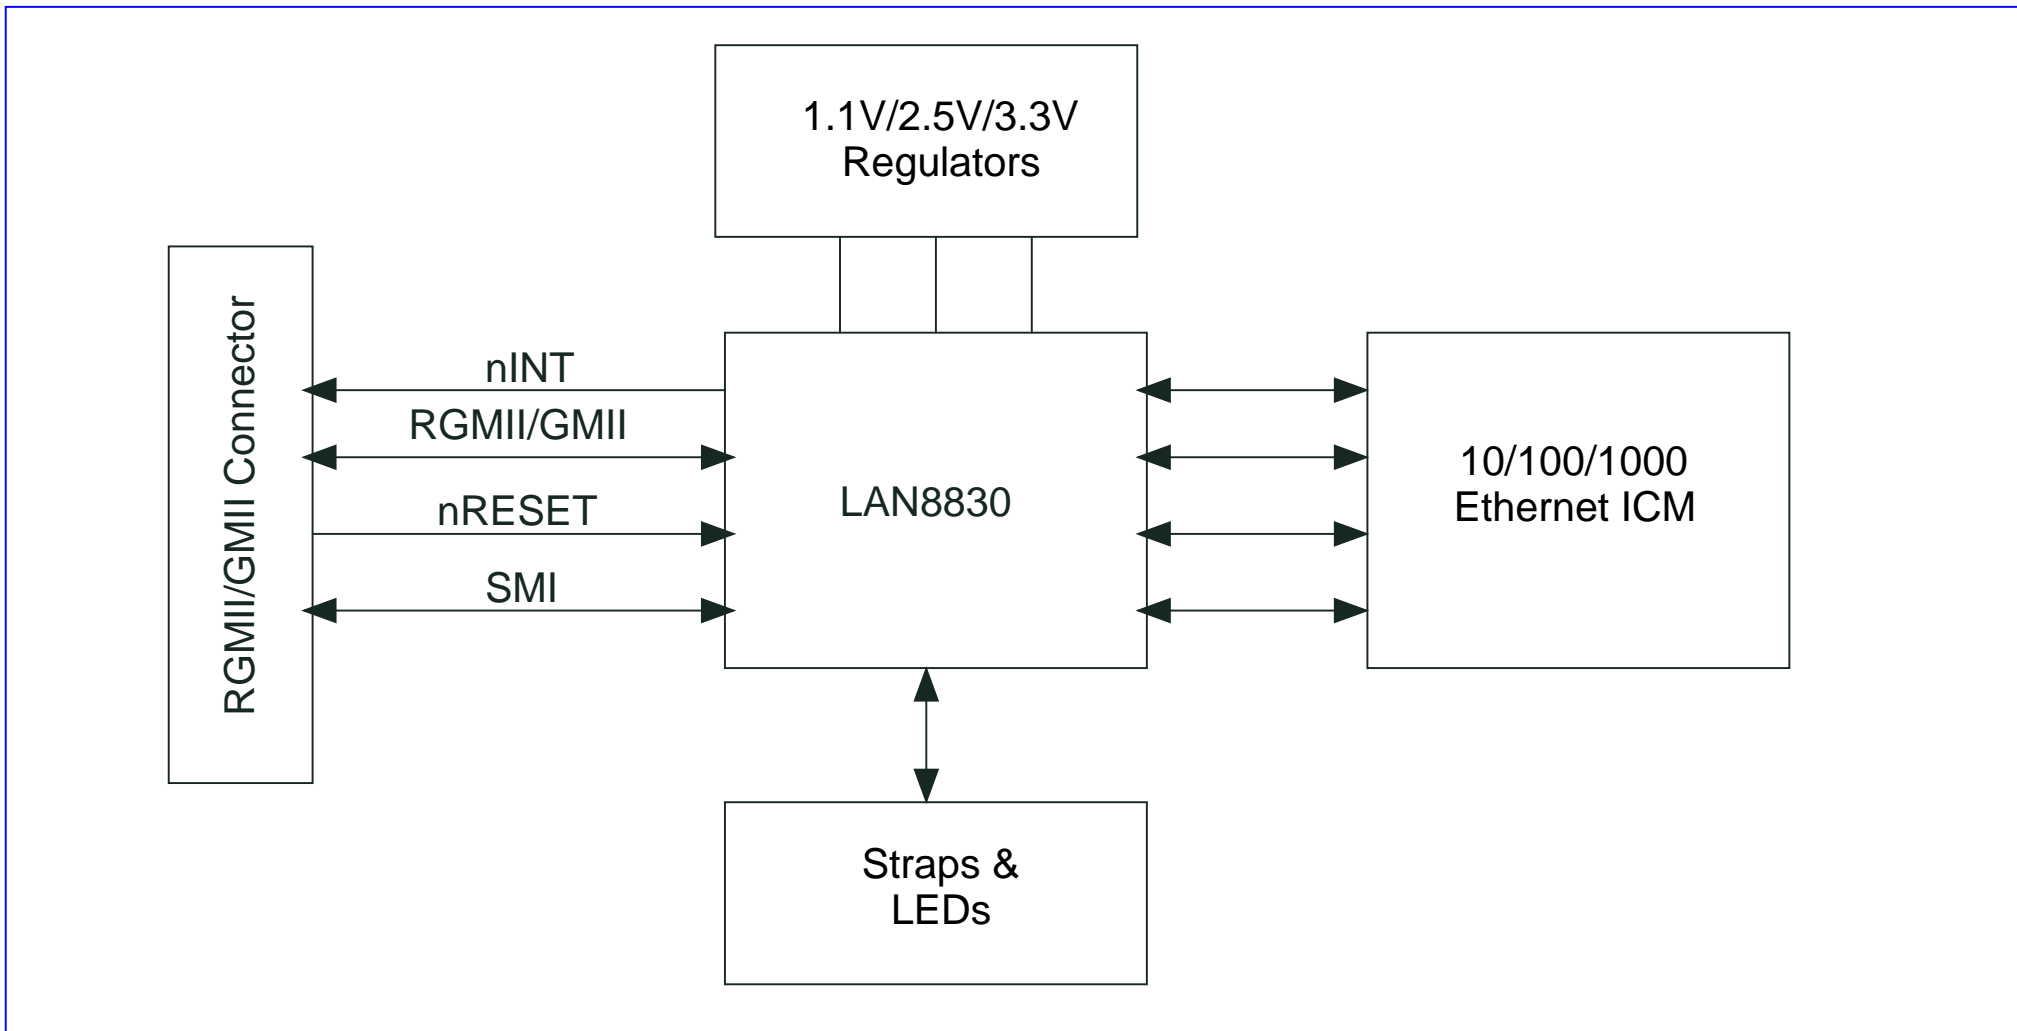 1.1V/2.5V/3.3V
Regulators
RGMII/GMII Connector
nINT
RGMII/GMII
nRESET
SMI
LAN8830
10/100/1000
Ethernet ICM
Straps &
LEDs